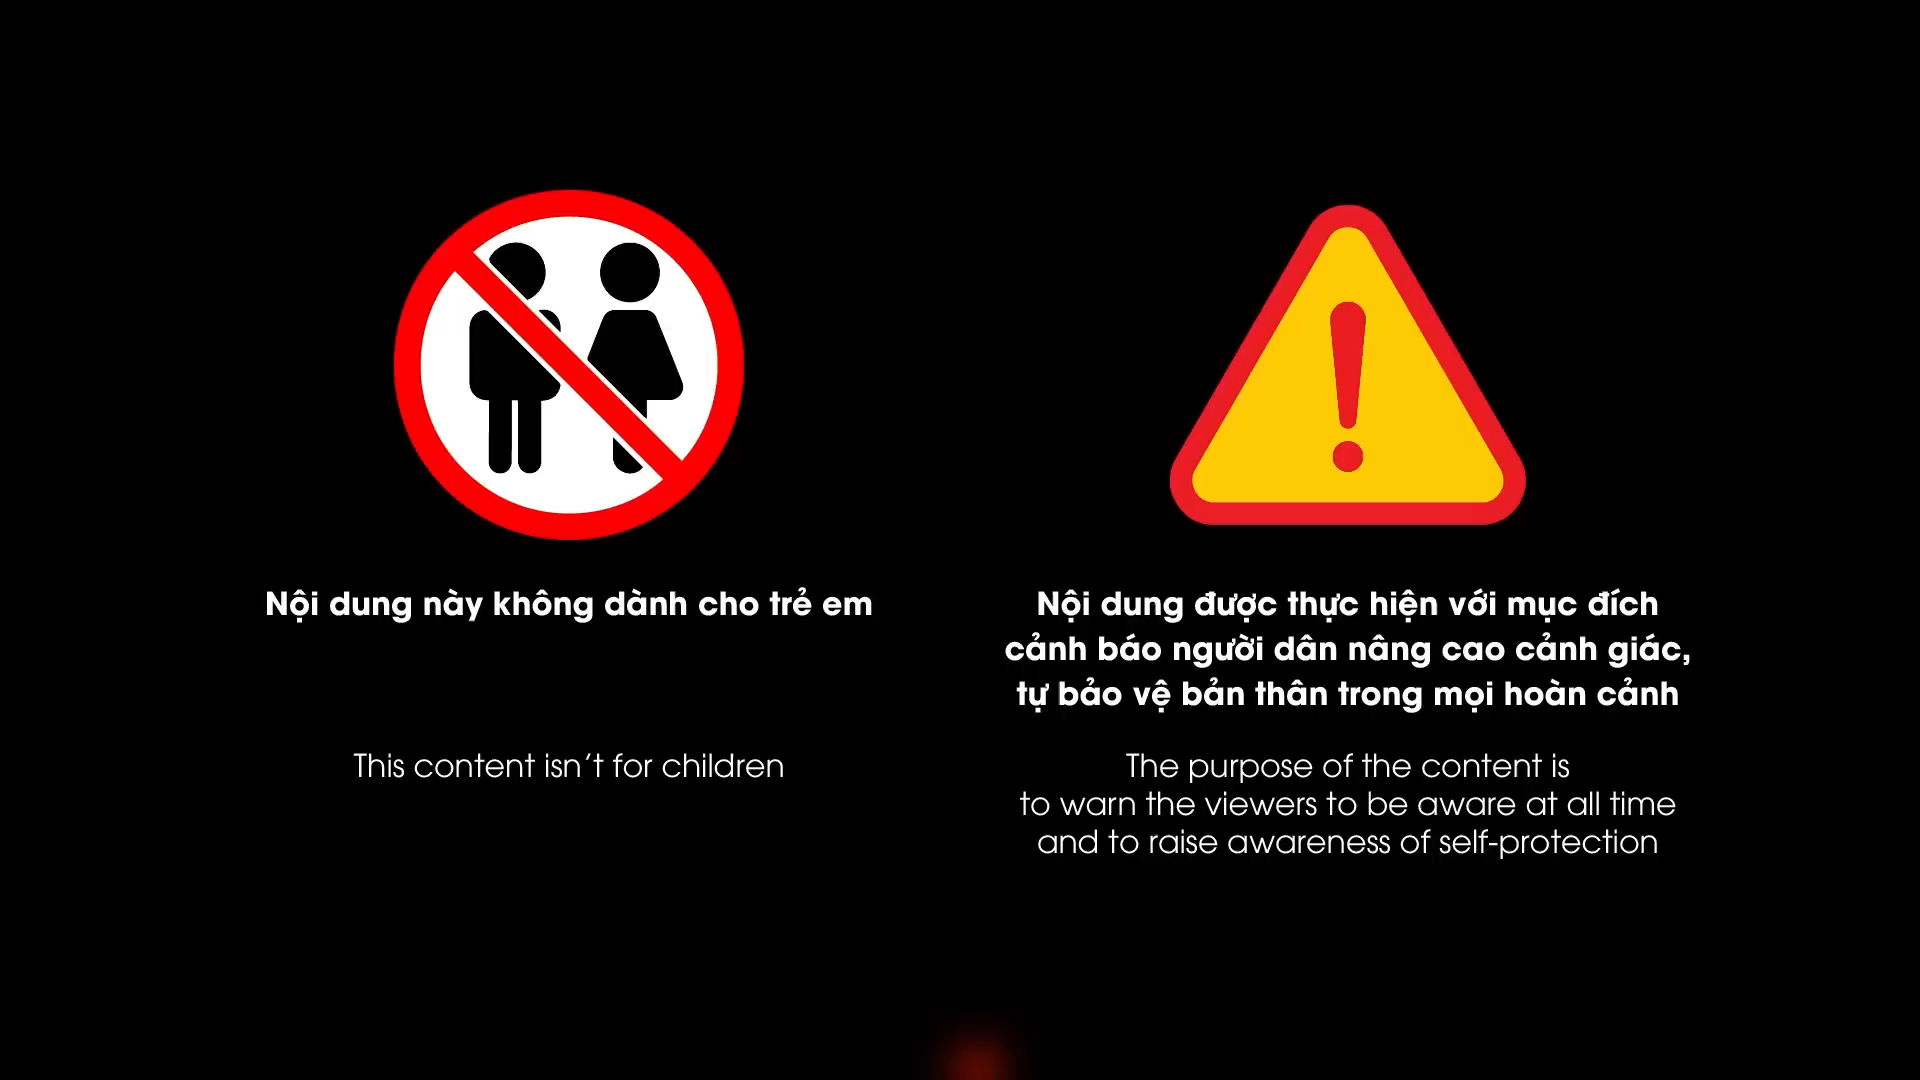 Nội dung này không dành cho trẻ em
This content isn't for children
Nội dung được thực hiện với mục đích
cảnh báo người dân nâng cao cảnh giác,
tự bảo vệ bản thân trong mọi hoàn cảnh
The purpose of the content is
to warn the viewers to be aware at all time
and to raise awareness of self-protection